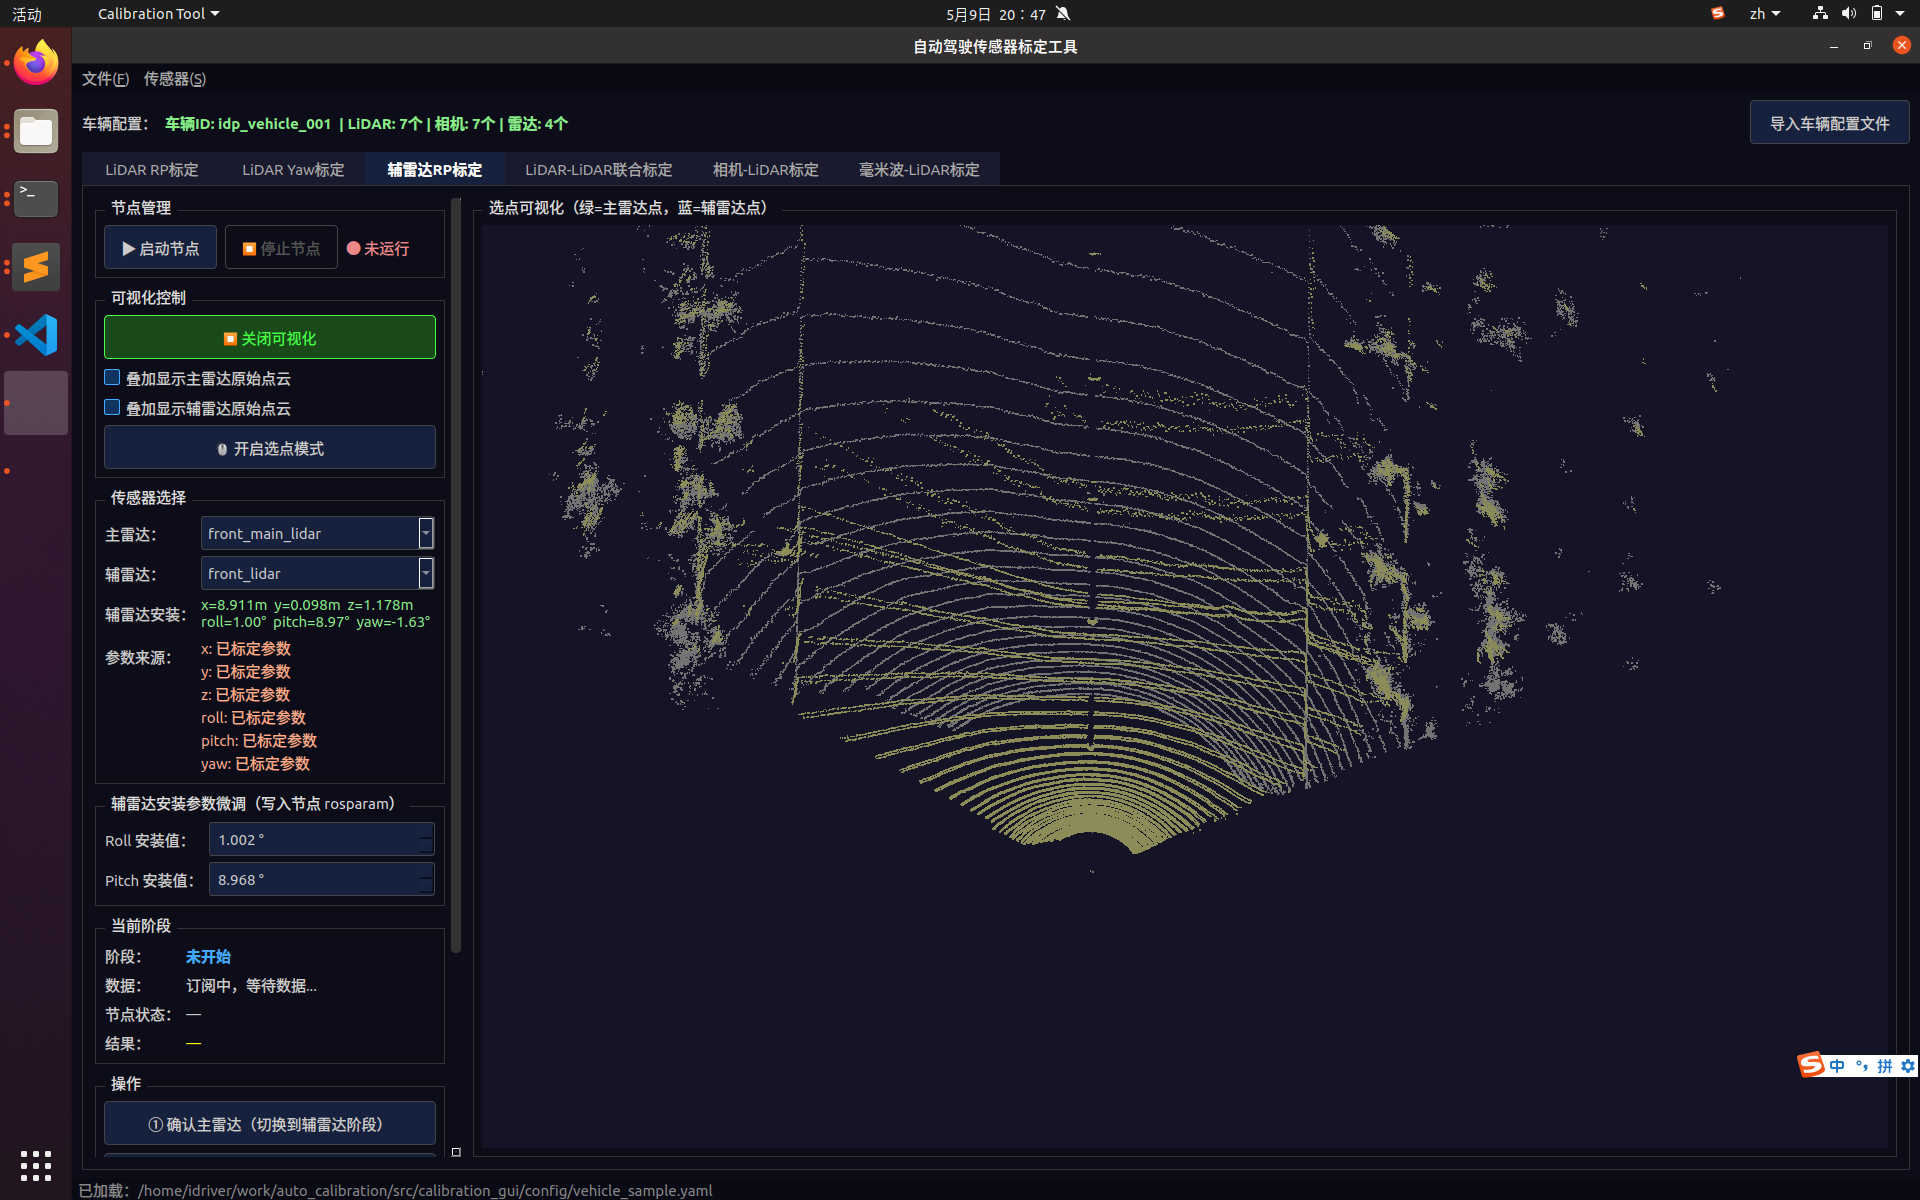 活动
Calibration Tool
5月9日 20：47
zh
自动驾驶传感器标定工具
文件(F) 传感器(S)
车辆配置： 车辆ID: idp_vehicle_001 | LiDAR: 7个 | 相机: 7个 | 雷达: 4个
导入车辆配置文件
LiDAR RP标定 LiDAR Yaw标定 辅雷达RP标定 LiDAR-LiDAR联合标定 相机-LiDAR标定 毫米波-LiDAR标定
节点管理
启动节点 停止节点 未运行
可视化控制
关闭可视化
叠加显示主雷达原始点云
叠加显示辅雷达原始点云
开启选点模式
传感器选择
主雷达： front_main_lidar
辅雷达： front_lidar
辅雷达安装： x=8.911m y=0.098m z=1.178m
roll=1.00° pitch=8.97° yaw=-1.63°
参数来源： x: 已标定参数
y: 已标定参数
z: 已标定参数
roll: 已标定参数
pitch: 已标定参数
yaw: 已标定参数
辅雷达安装参数微调（写入节点 rosparam）
Roll 安装值： 1.002 °
Pitch 安装值： 8.968 °
当前阶段
阶段： 未开始
数据： 订阅中，等待数据...
节点状态： —
结果： —
操作
① 确认主雷达（切换到辅雷达阶段）
选点可视化（绿=主雷达点，蓝=辅雷达点）
中 °, 拼
已加载：/home/idriver/work/auto_calibration/src/calibration_gui/config/vehicle_sample.yaml